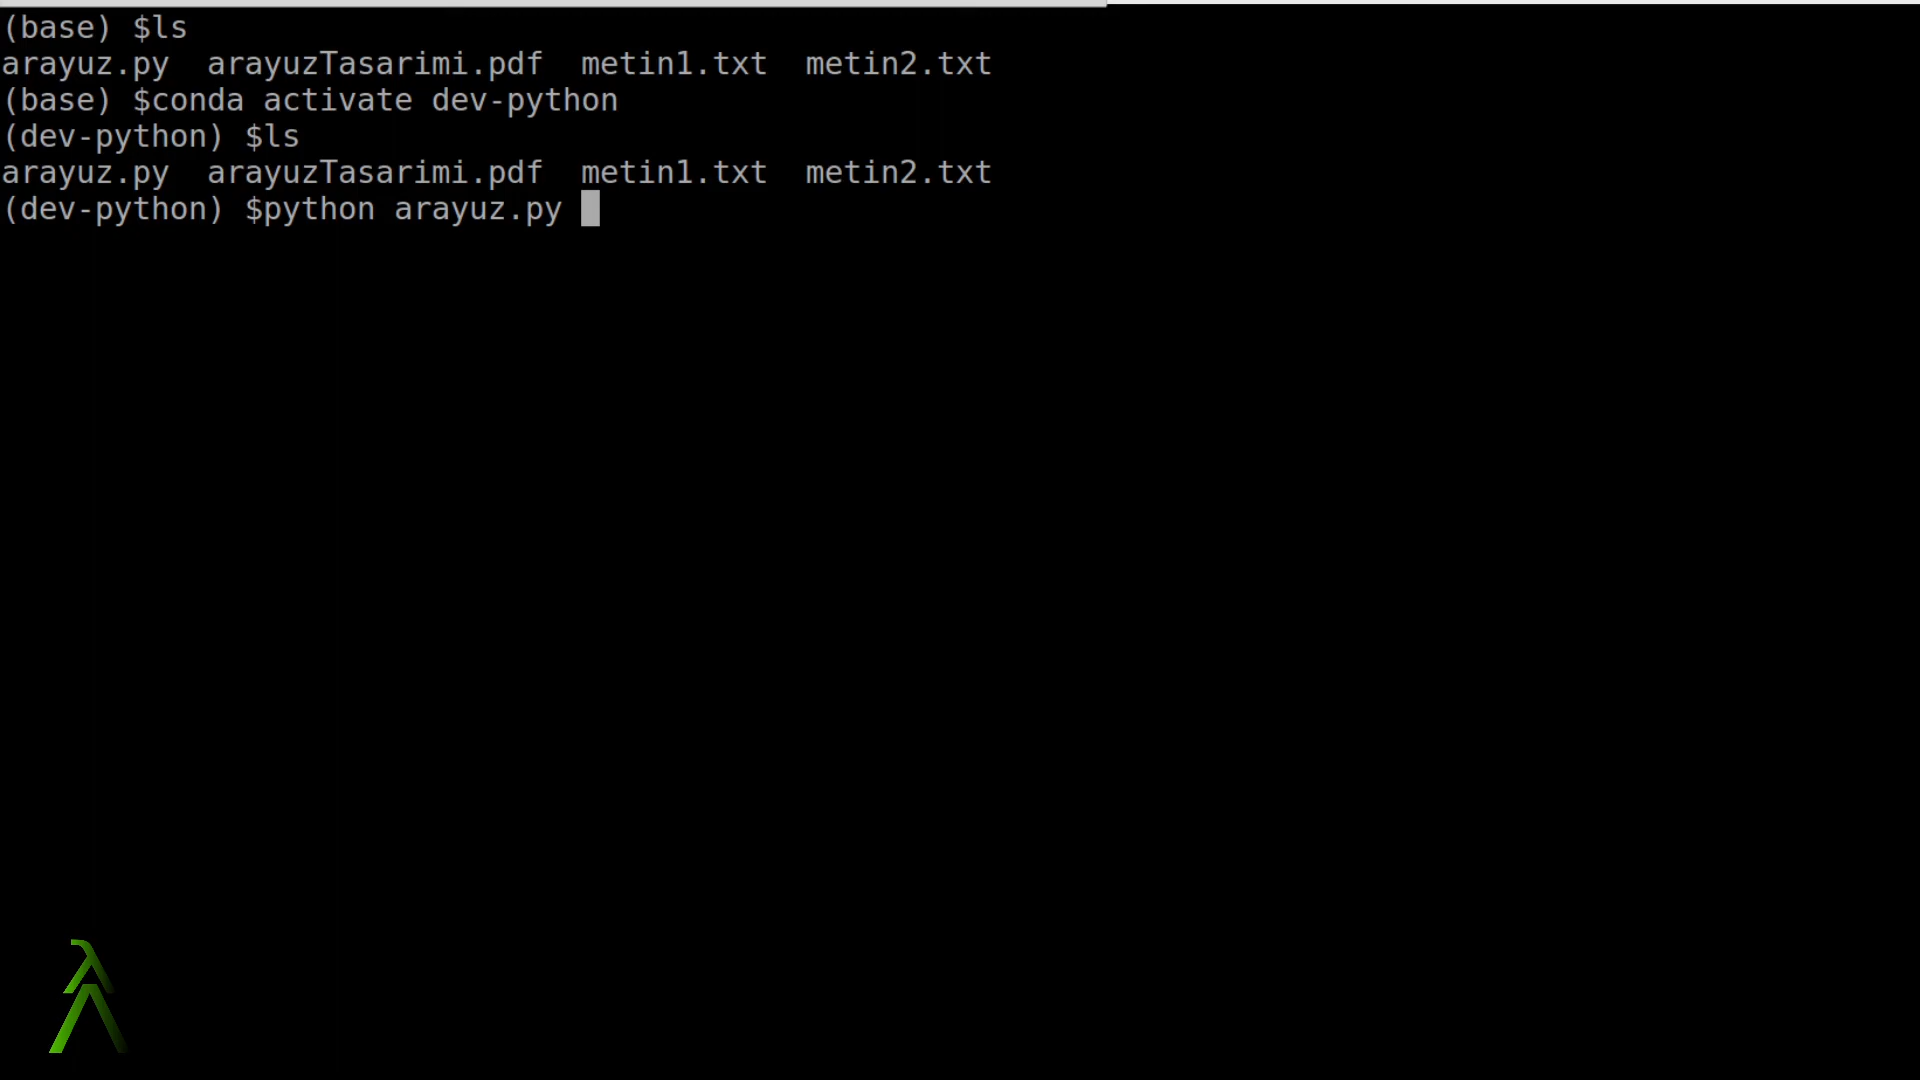 (base) $ls
arayuz.py  arayuzTasarimi.pdf  metin1.txt  metin2.txt
(base) $conda activate dev-python
(dev-python) $ls
arayuz.py  arayuzTasarimi.pdf  metin1.txt  metin2.txt
(dev-python) $python arayuz.py